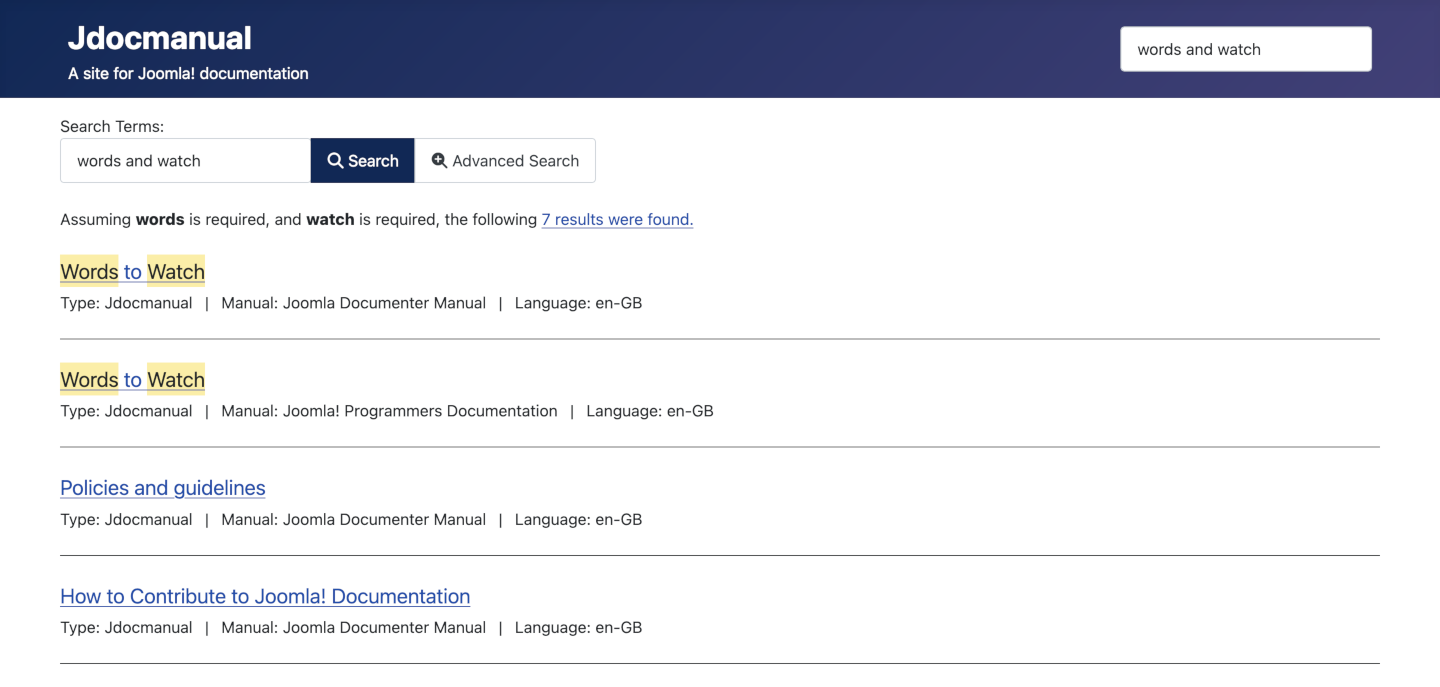 Jdocmanual
A site for Joomla! documentation
words and watch
Search Terms:
words and watch Search Advanced Search
Assuming words is required, and watch is required, the following 7 results were found.
Words to Watch
Type: Jdocmanual | Manual: Joomla Documenter Manual | Language: en-GB
Words to Watch
Type: Jdocmanual | Manual: Joomla! Programmers Documentation | Language: en-GB
Policies and guidelines
Type: Jdocmanual | Manual: Joomla Documenter Manual | Language: en-GB
How to Contribute to Joomla! Documentation
Type: Jdocmanual | Manual: Joomla Documenter Manual | Language: en-GB